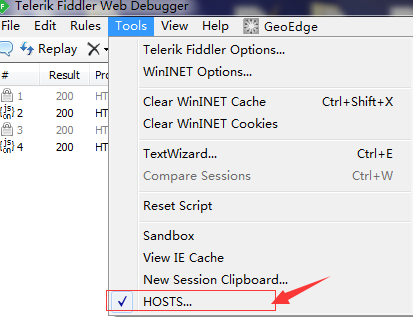 Telerik Fiddler Web Debugger
File Edit Rules Tools View Help GeoEdge
Replay
# Result Pro
1 200 HT
2 200 HT
3 200 HT
4 200 HT
Telerik Fiddler Options...
WinINET Options...
Clear WinINET Cache Ctrl+Shift+X
Clear WinINET Cookies
TextWizard... Ctrl+E
Compare Sessions Ctrl+W
Reset Script
Sandbox
View IE Cache
New Session Clipboard...
HOSTS...